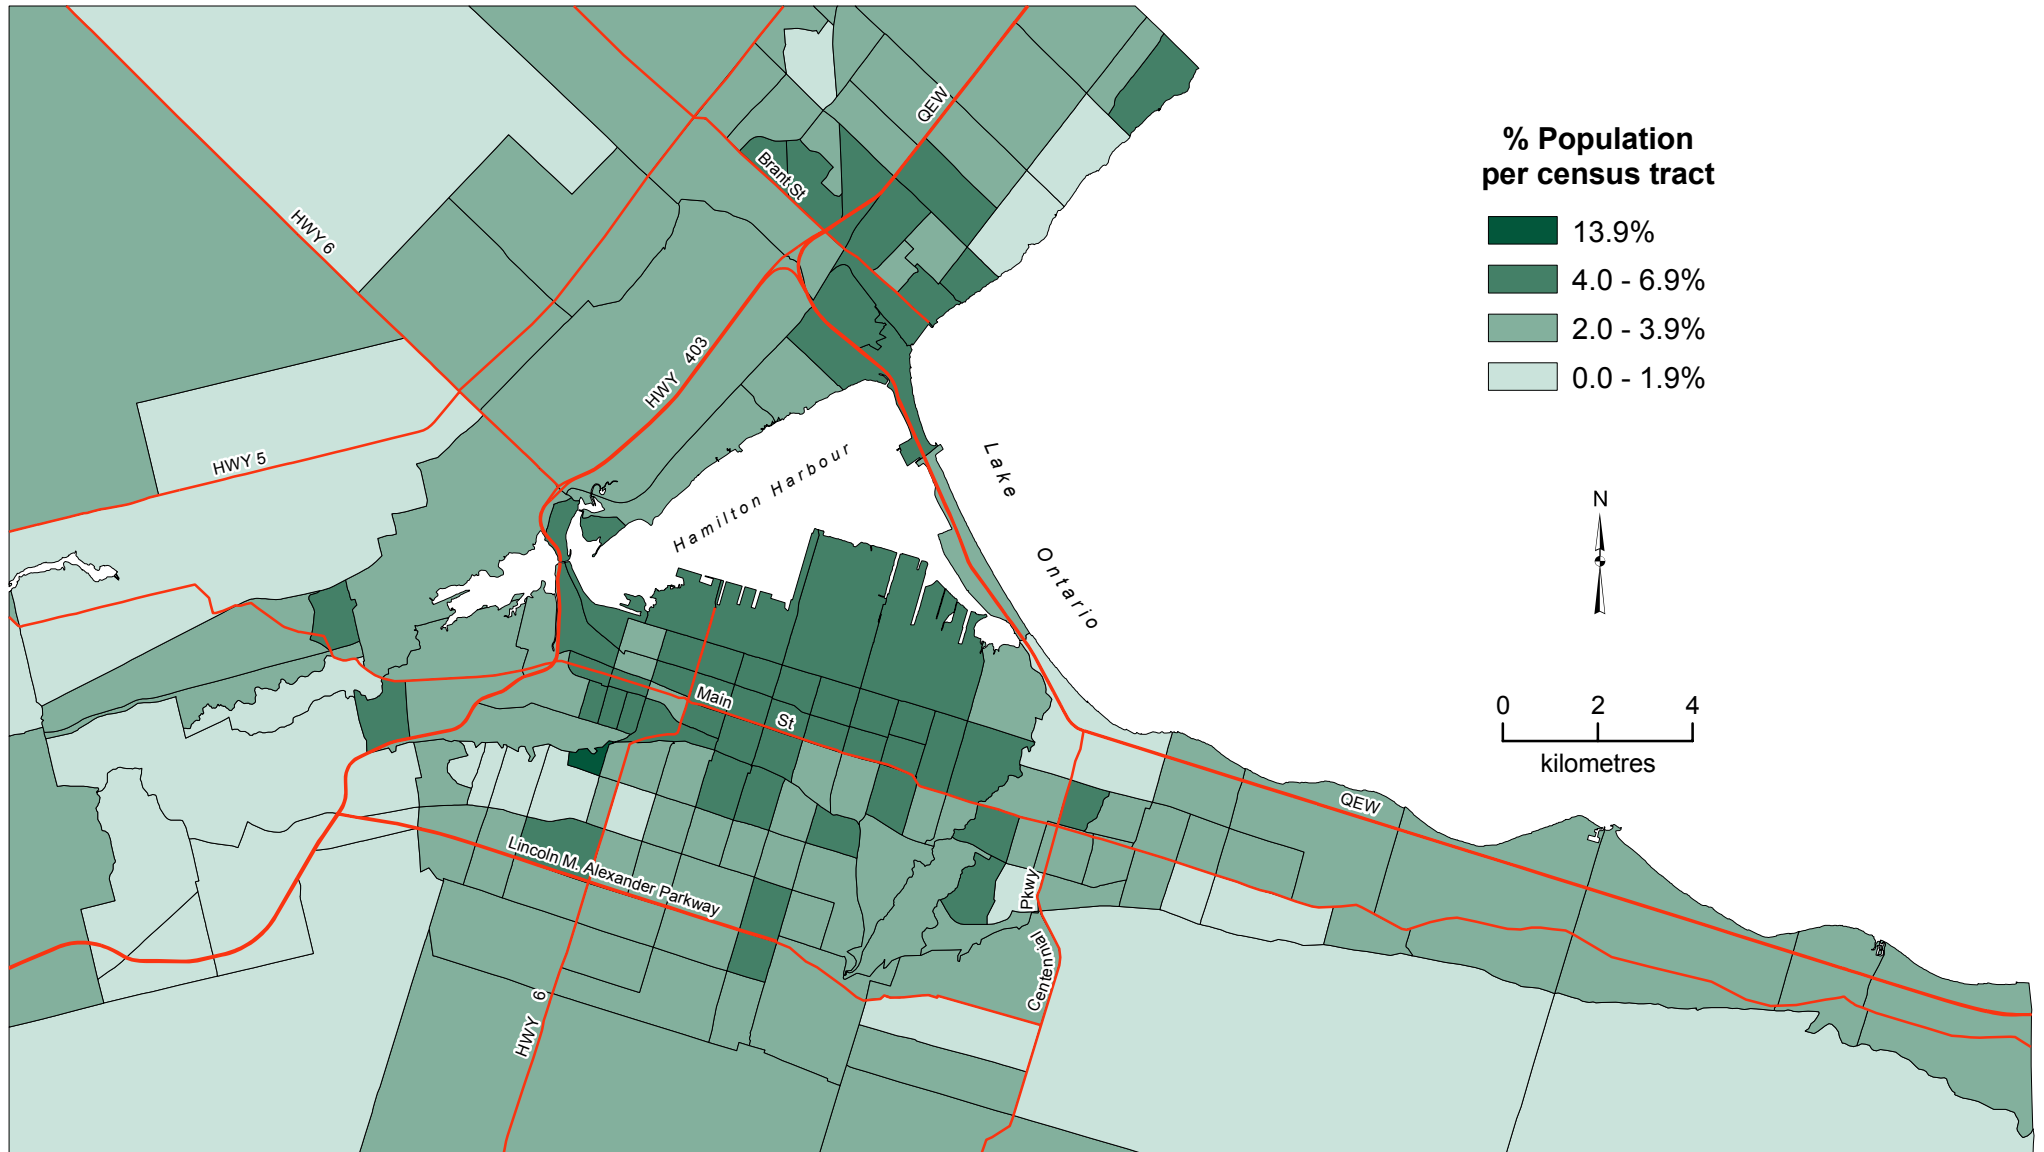 % Population
per census tract
13.9%
4.0 - 6.9%
2.0 - 3.9%
0.0 - 1.9%
QEW
Brant St
HWY 6
HWY 403
HWY 5
Hamilton Harbour
Lake
Ontario
N
0 2 4
kilometres
Main St
QEW
Lincoln M. Alexander Parkway
Centennial Pkwy
HWY 6